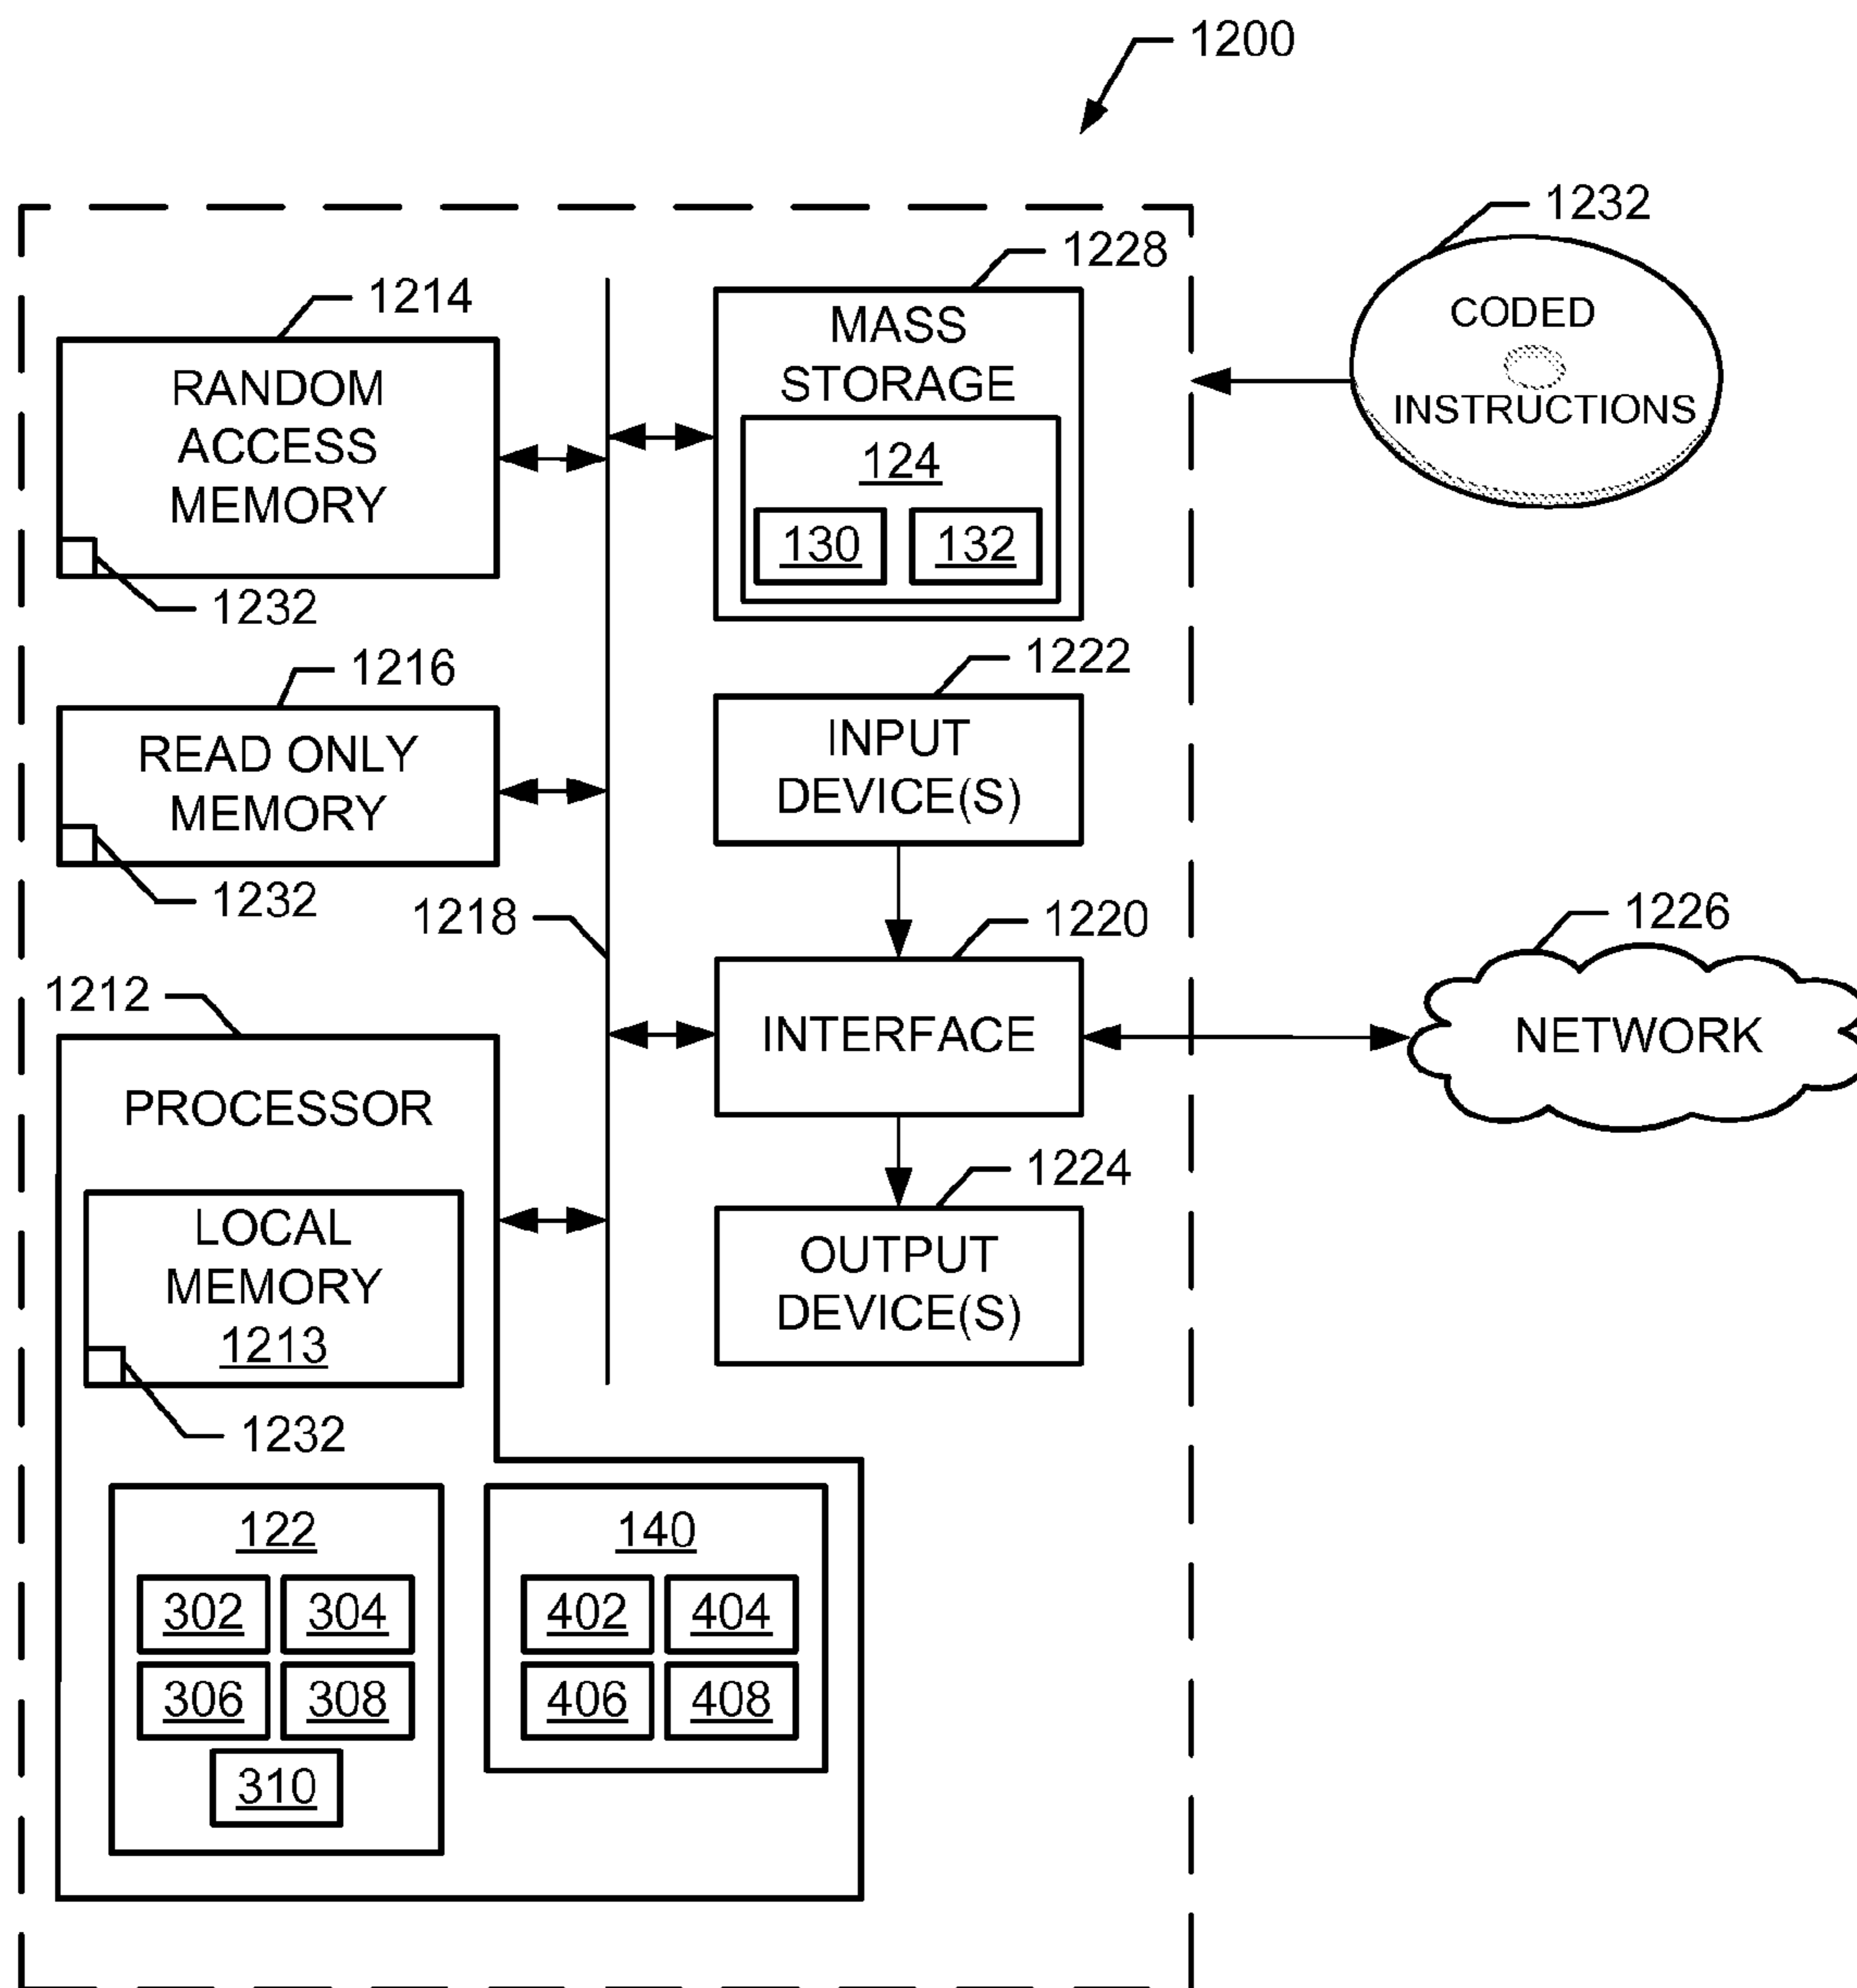 1200
1232
CODED
INSTRUCTIONS
1228
MASS
STORAGE
124
130 132
1214
RANDOM
ACCESS
MEMORY
1232
1222
INPUT
DEVICE(S)
1216
READ ONLY
MEMORY
1232
1218
1220
INTERFACE
1226
NETWORK
1212
PROCESSOR
LOCAL
MEMORY
1213
1232
1224
OUTPUT
DEVICE(S)
122
302 304
306 308
310
140
402 404
406 408